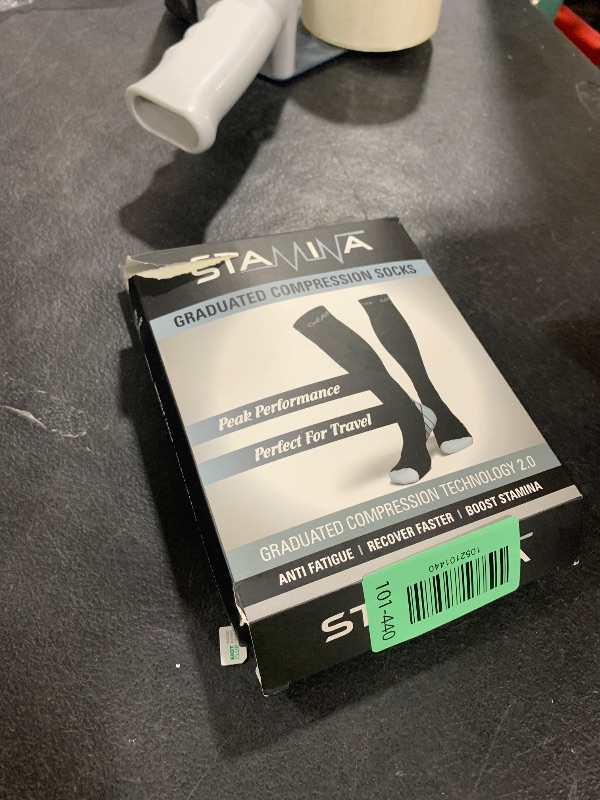 STAMINA
GRADUATED COMPRESSION SOCKS
Peak Performance
Perfect For Travel
GRADUATED COMPRESSION TECHNOLOGY 2.0
ANTI FATIGUE | RECOVER FASTER | BOOST STAMINA
1052101440
101-440
ST